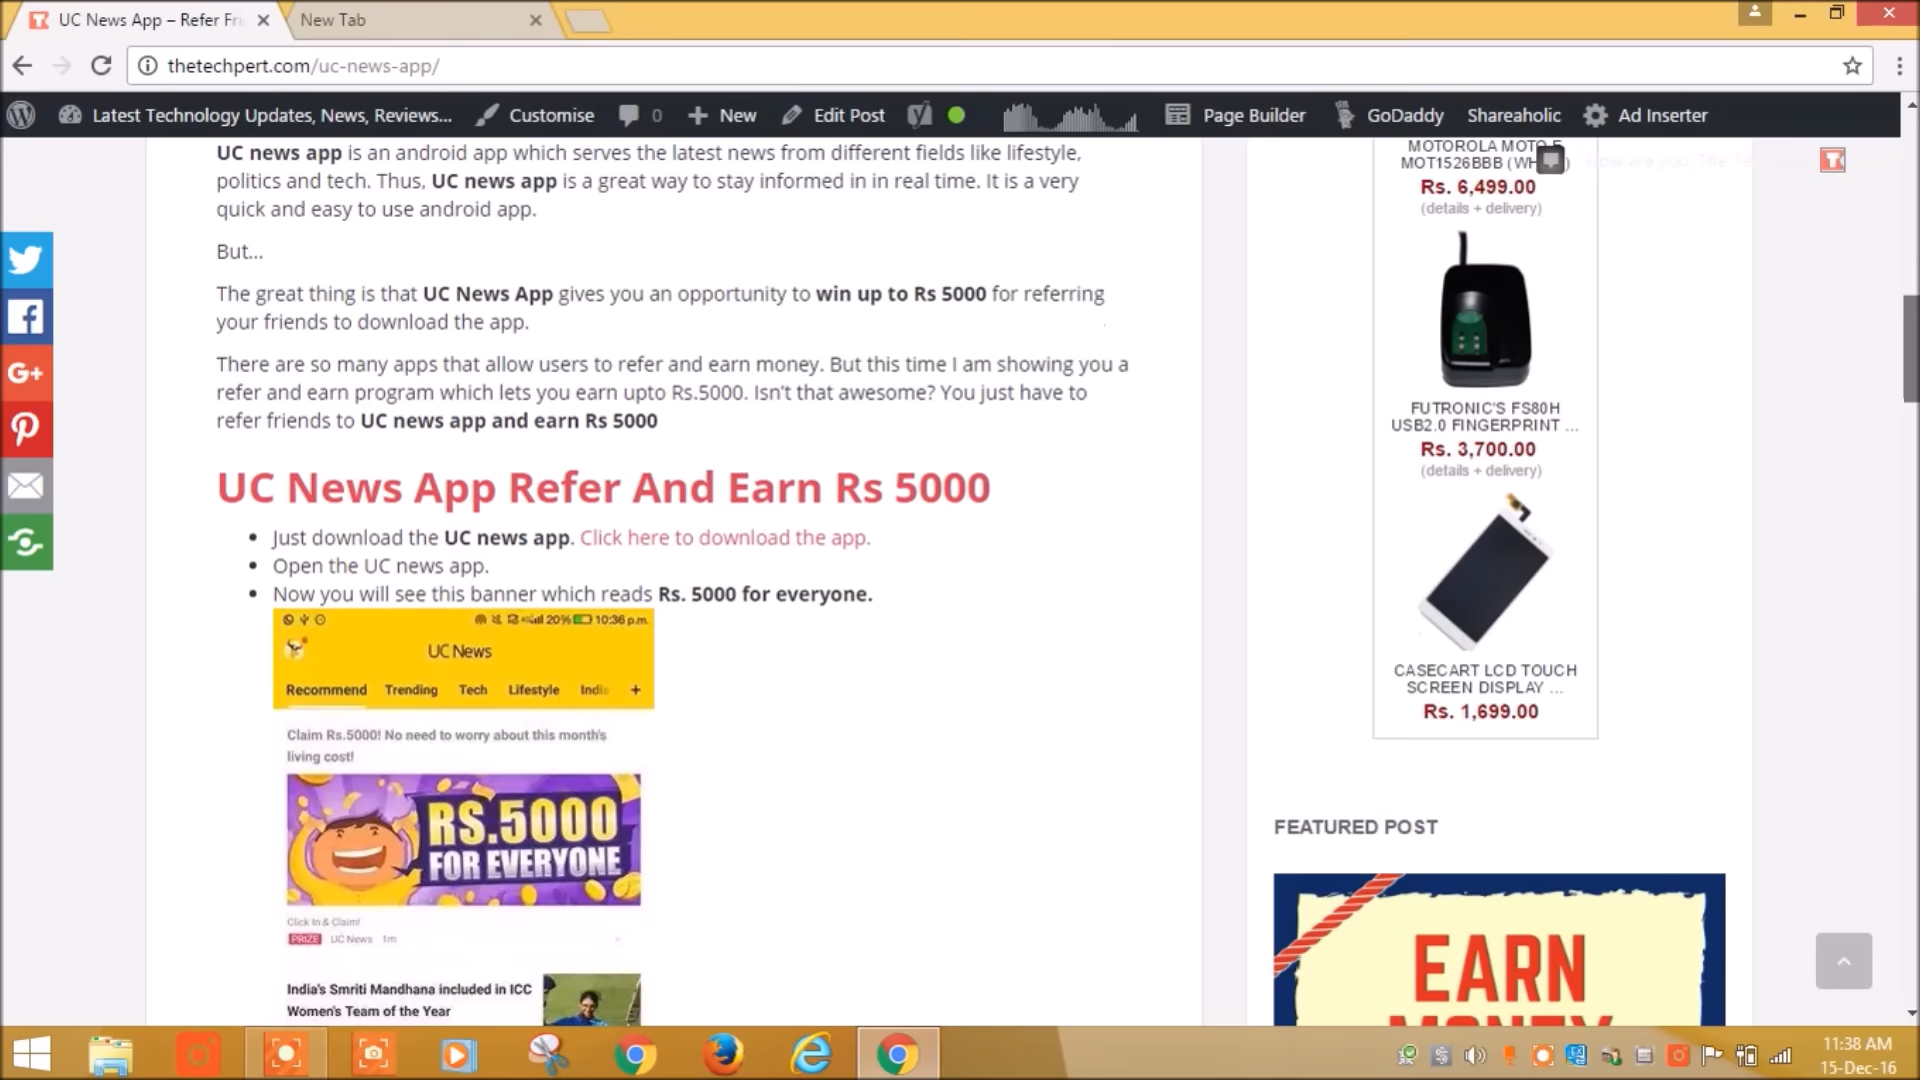 UC News App – Refer Fri
New Tab
thetechpert.com/uc-news-app/
Latest Technology Updates, News, Reviews...
Customise
0
New
Edit Post
Page Builder
GoDaddy
Shareaholic
Ad Inserter
UC news app is an android app which serves the latest news from different fields like lifestyle,
politics and tech. Thus, UC news app is a great way to stay informed in in real time. It is a very
quick and easy to use android app.
But...
The great thing is that UC News App gives you an opportunity to win up to Rs 5000 for referring
your friends to download the app.
There are so many apps that allow users to refer and earn money. But this time I am showing you a
refer and earn program which lets you earn upto Rs.5000. Isn't that awesome? You just have to
refer friends to UC news app and earn Rs 5000
UC News App Refer And Earn Rs 5000
Just download the UC news app. Click here to download the app.
Open the UC news app.
Now you will see this banner which reads Rs. 5000 for everyone.
20% 10:36 p.m.
UC News
Recommend Trending Tech Lifestyle India +
Claim Rs.5000! No need to worry about this month's
living cost!
RS.5000
FOR EVERYONE
Click In & Claim!
PRIZE UC News 1m
India's Smriti Mandhana included in ICC
Women's Team of the Year
MOTOROLA MOTO E
MOT1526BBB (WH
Rs. 6,499.00
(details + delivery)
FUTRONIC'S FS80H
USB2.0 FINGERPRINT ...
Rs. 3,700.00
(details + delivery)
CASECART LCD TOUCH
SCREEN DISPLAY ...
Rs. 1,699.00
FEATURED POST
EARN
MONEY
11:38 AM
15-Dec-16